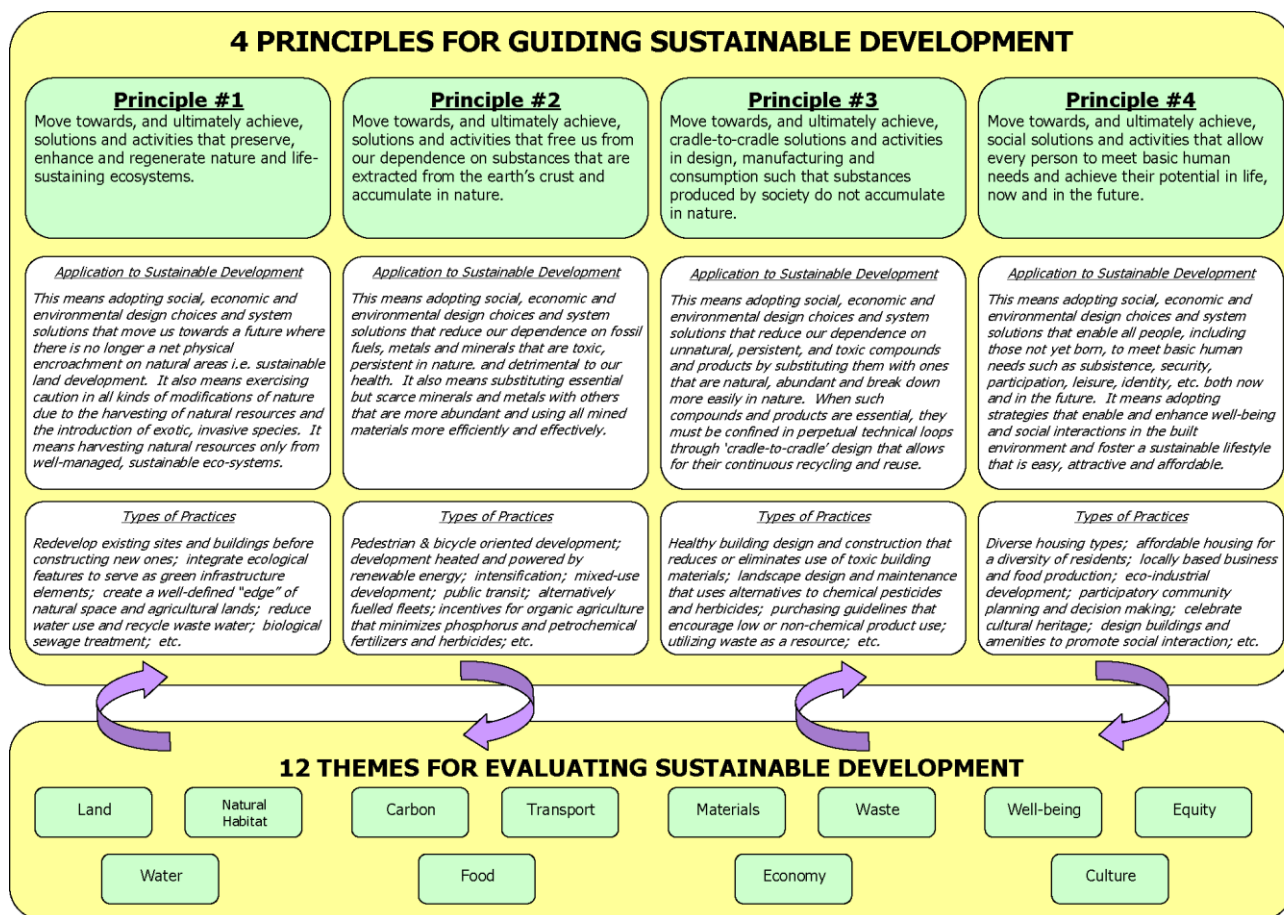 4 PRINCIPLES FOR GUIDING SUSTAINABLE DEVELOPMENT
Principle #1
Move towards, and ultimately achieve,
solutions and activities that preserve,
enhance and regenerate nature and life-
sustaining ecosystems.
Principle #2
Move towards, and ultimately achieve,
solutions and activities that free us from
our dependence on substances that are
extracted from the earth's crust and
accumulate in nature.
Principle #3
Move towards, and ultimately achieve,
cradle-to-cradle solutions and activities
in design, manufacturing and
consumption such that substances
produced by society do not accumulate
in nature.
Principle #4
Move towards, and ultimately achieve,
social solutions and activities that allow
every person to meet basic human
needs and achieve their potential in life,
now and in the future.
Application to Sustainable Development
This means adopting social, economic and
environmental design choices and system
solutions that move us towards a future where
there is no longer a net physical
encroachment on natural areas i.e. sustainable
land development. It also means exercising
caution in all kinds of modifications of nature
due to the harvesting of natural resources and
the introduction of exotic, invasive species. It
means harvesting natural resources only from
well-managed, sustainable eco-systems.
Application to Sustainable Development
This means adopting social, economic and
environmental design choices and system
solutions that reduce our dependence on fossil
fuels, metals and minerals that are toxic,
persistent in nature. and detrimental to our
health. It also means substituting essential
but scarce minerals and metals with others
that are more abundant and using all mined
materials more efficiently and effectively.
Application to Sustainable Development
This means adopting social, economic and
environmental design choices and system
solutions that reduce our dependence on
unnatural, persistent, and toxic compounds
and products by substituting them with ones
that are natural, abundant and break down
more easily in nature. When such
compounds and products are essential, they
must be confined in perpetual technical loops
through 'cradle-to-cradle' design that allows
for their continuous recycling and reuse.
Application to Sustainable Development
This means adopting social, economic and
environmental design choices and system
solutions that enable all people, including
those not yet born, to meet basic human
needs such as subsistence, security,
participation, leisure, identity, etc. both now
and in the future. It means adopting
strategies that enable and enhance well-being
and social interactions in the built
environment and foster a sustainable lifestyle
that is easy, attractive and affordable.
Types of Practices
Redevelop existing sites and buildings before
constructing new ones; integrate ecological
features to serve as green infrastructure
elements; create a well-defined "edge" of
natural space and agricultural lands; reduce
water use and recycle waste water; biological
sewage treatment; etc.
Types of Practices
Pedestrian & bicycle oriented development;
development heated and powered by
renewable energy; intensification; mixed-use
development; public transit; alternatively
fuelled fleets; incentives for organic agriculture
that minimizes phosphorus and petrochemical
fertilizers and herbicides; etc.
Types of Practices
Healthy building design and construction that
reduces or eliminates use of toxic building
materials; landscape design and maintenance
that uses alternatives to chemical pesticides
and herbicides; purchasing guidelines that
encourage low or non-chemical product use;
utilizing waste as a resource; etc.
Types of Practices
Diverse housing types; affordable housing for
a diversity of residents; locally based business
and food production; eco-industrial
development; participatory community
planning and decision making; celebrate
cultural heritage; design buildings and
amenities to promote social interaction; etc.
12 THEMES FOR EVALUATING SUSTAINABLE DEVELOPMENT
Land
Natural
Habitat
Water
Carbon
Transport
Food
Materials
Waste
Economy
Well-being
Equity
Culture